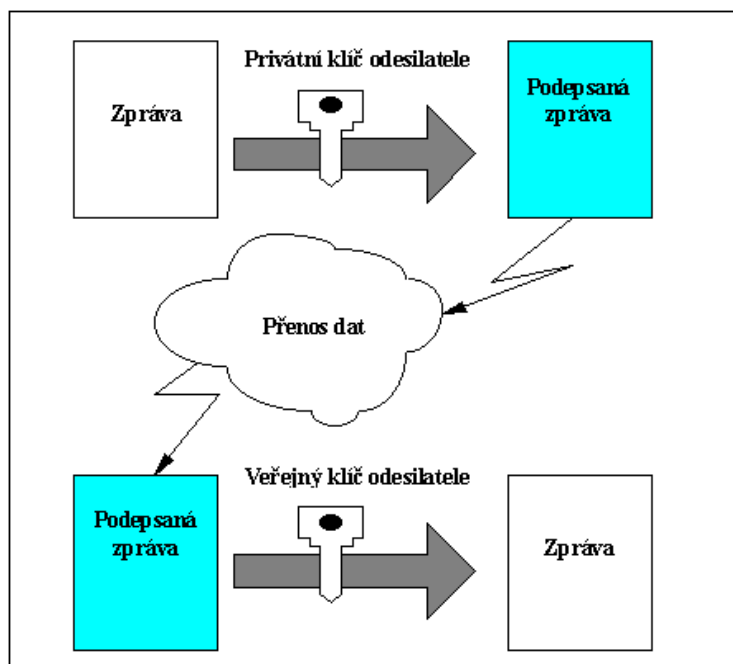 Privátní klíč odesilatele
Zpráva
Podepsaná
zpráva
Přenos dat
Veřejný klíč odesilatele
Podepsaná
zpráva
Zpráva